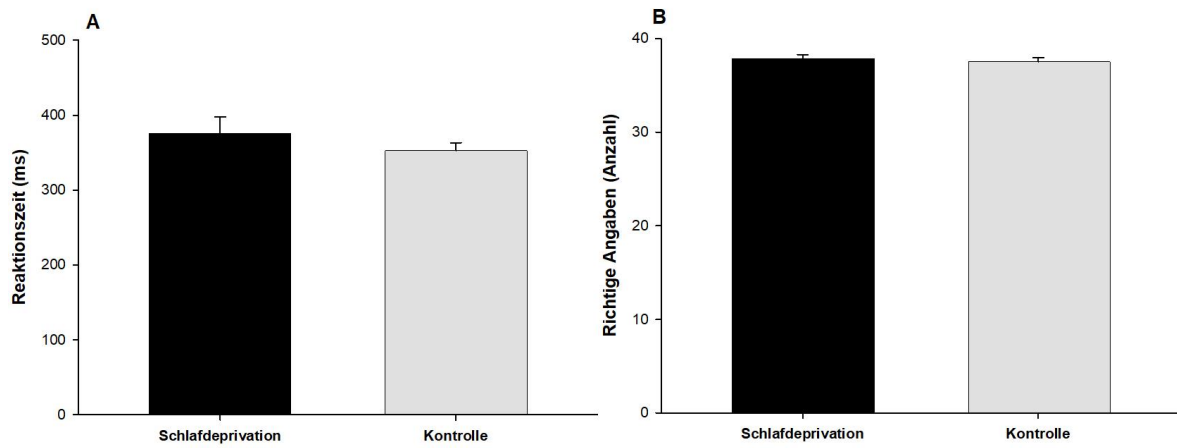 A
Reaktionszeit (ms)
500
400
300
200
100
0
Schlafdeprivation
Kontrolle
B
Richtige Angaben (Anzahl)
40
30
20
10
0
Schlafdeprivation
Kontrolle